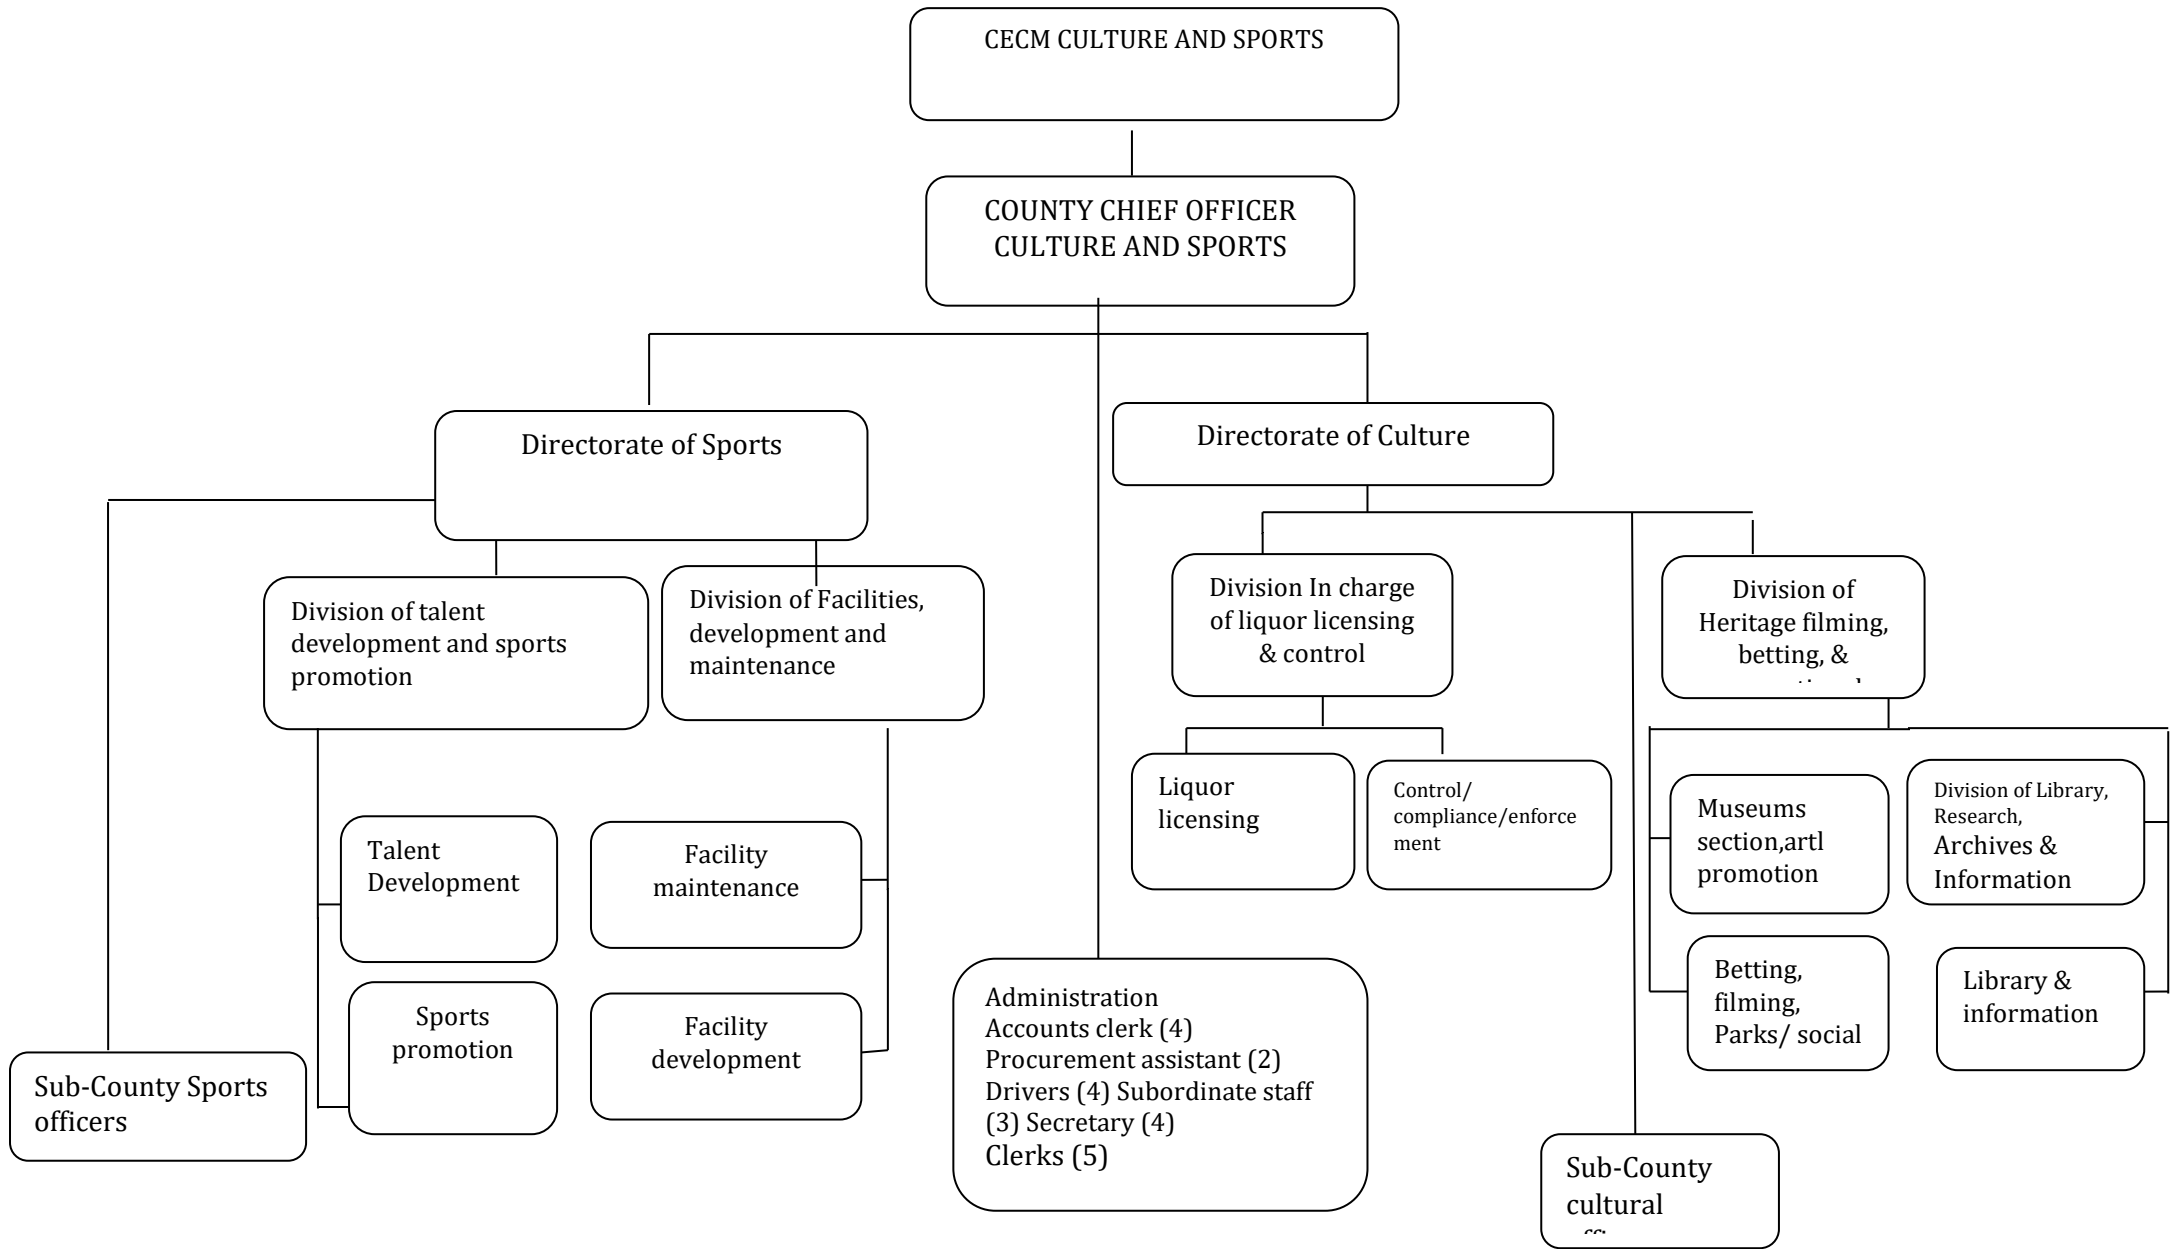 CECM CULTURE AND SPORTS
COUNTY CHIEF OFFICER
CULTURE AND SPORTS
Directorate of Sports
Directorate of Culture
Division of talent
development and sports
promotion
Division of Facilities,
development and
maintenance
Division In charge
of liquor licensing
& control
Division of
Heritage filming,
betting, &
Liquor
licensing
Control/
compliance/enforce
ment
Museums
section,artl
promotion
Division of Library,
Research,
Archives &
Information
Talent
Development
Facility
maintenance
Betting,
filming,
Parks/ social
Library &
information
Sports
promotion
Facility
development
Administration
Accounts clerk (4)
Procurement assistant (2)
Drivers (4) Subordinate staff
(3) Secretary (4)
Clerks (5)
Sub-County Sports
officers
Sub-County
cultural